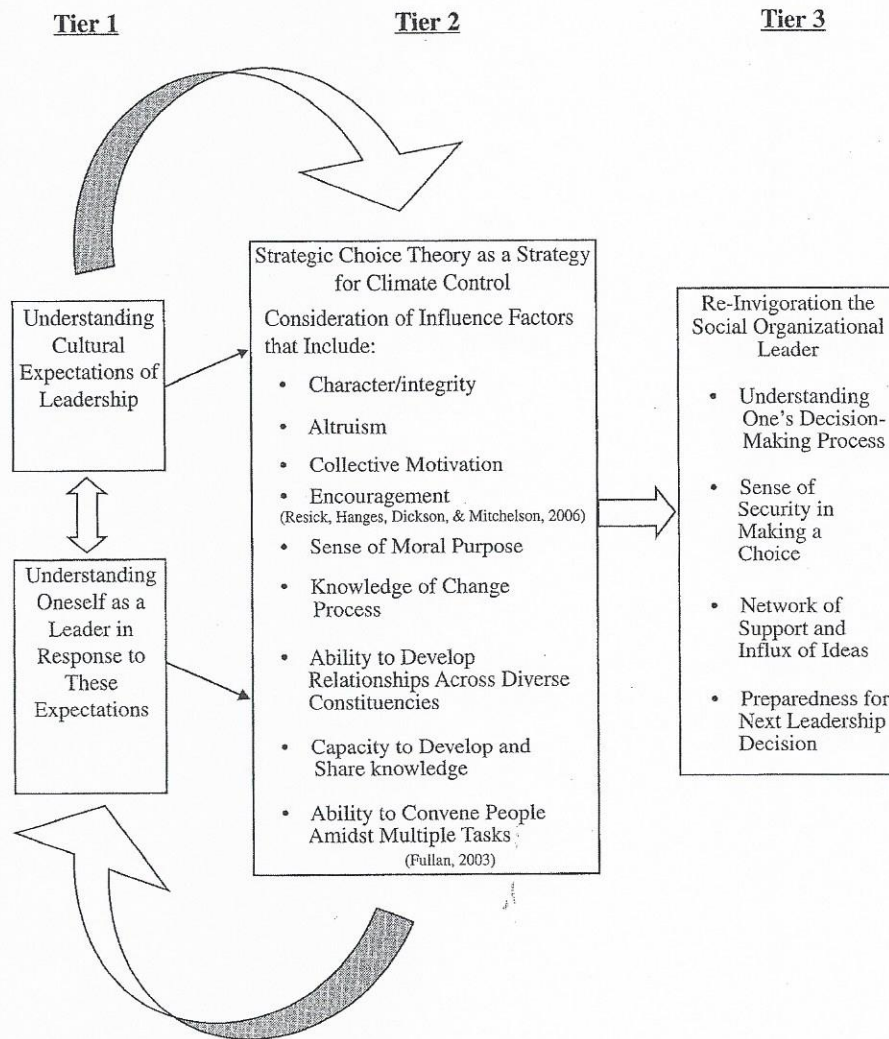 Tier 1
Tier 2
Tier 3
Understanding
Cultural
Expectations of
Leadership
Understanding
Oneself as a
Leader in
Response to
These
Expectations
Strategic Choice Theory as a Strategy
for Climate Control
Consideration of Influence Factors
that Include:
• Character/integrity
• Altruism
• Collective Motivation
• Encouragement
(Resick, Hanges, Dickson, & Mitchelson, 2006)
• Sense of Moral Purpose
• Knowledge of Change
Process
• Ability to Develop
Relationships Across Diverse
Constituencies
• Capacity to Develop and
Share knowledge
• Ability to Convene People
Amidst Multiple Tasks
(Fullan, 2003)
Re-Invigoration the
Social Organizational
Leader
• Understanding
One's Decision-
Making Process
• Sense of
Security in
Making a
Choice
• Network of
Support and
Influx of Ideas
• Preparedness for
Next Leadership
Decision